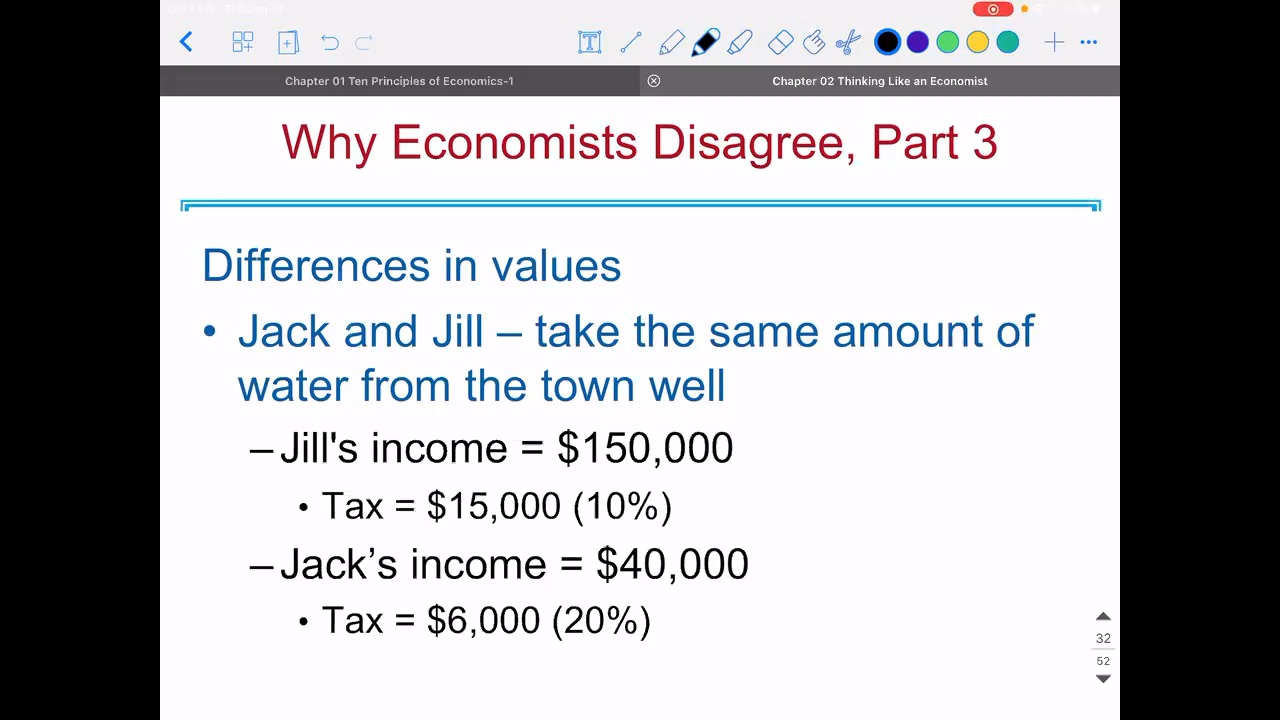 Chapter 01 Ten Principles of Economics-1
Chapter 02 Thinking Like an Economist
Why Economists Disagree, Part 3
Differences in values
• Jack and Jill – take the same amount of
water from the town well
– Jill's income = $150,000
• Tax = $15,000 (10%)
– Jack’s income = $40,000
• Tax = $6,000 (20%)
32
52